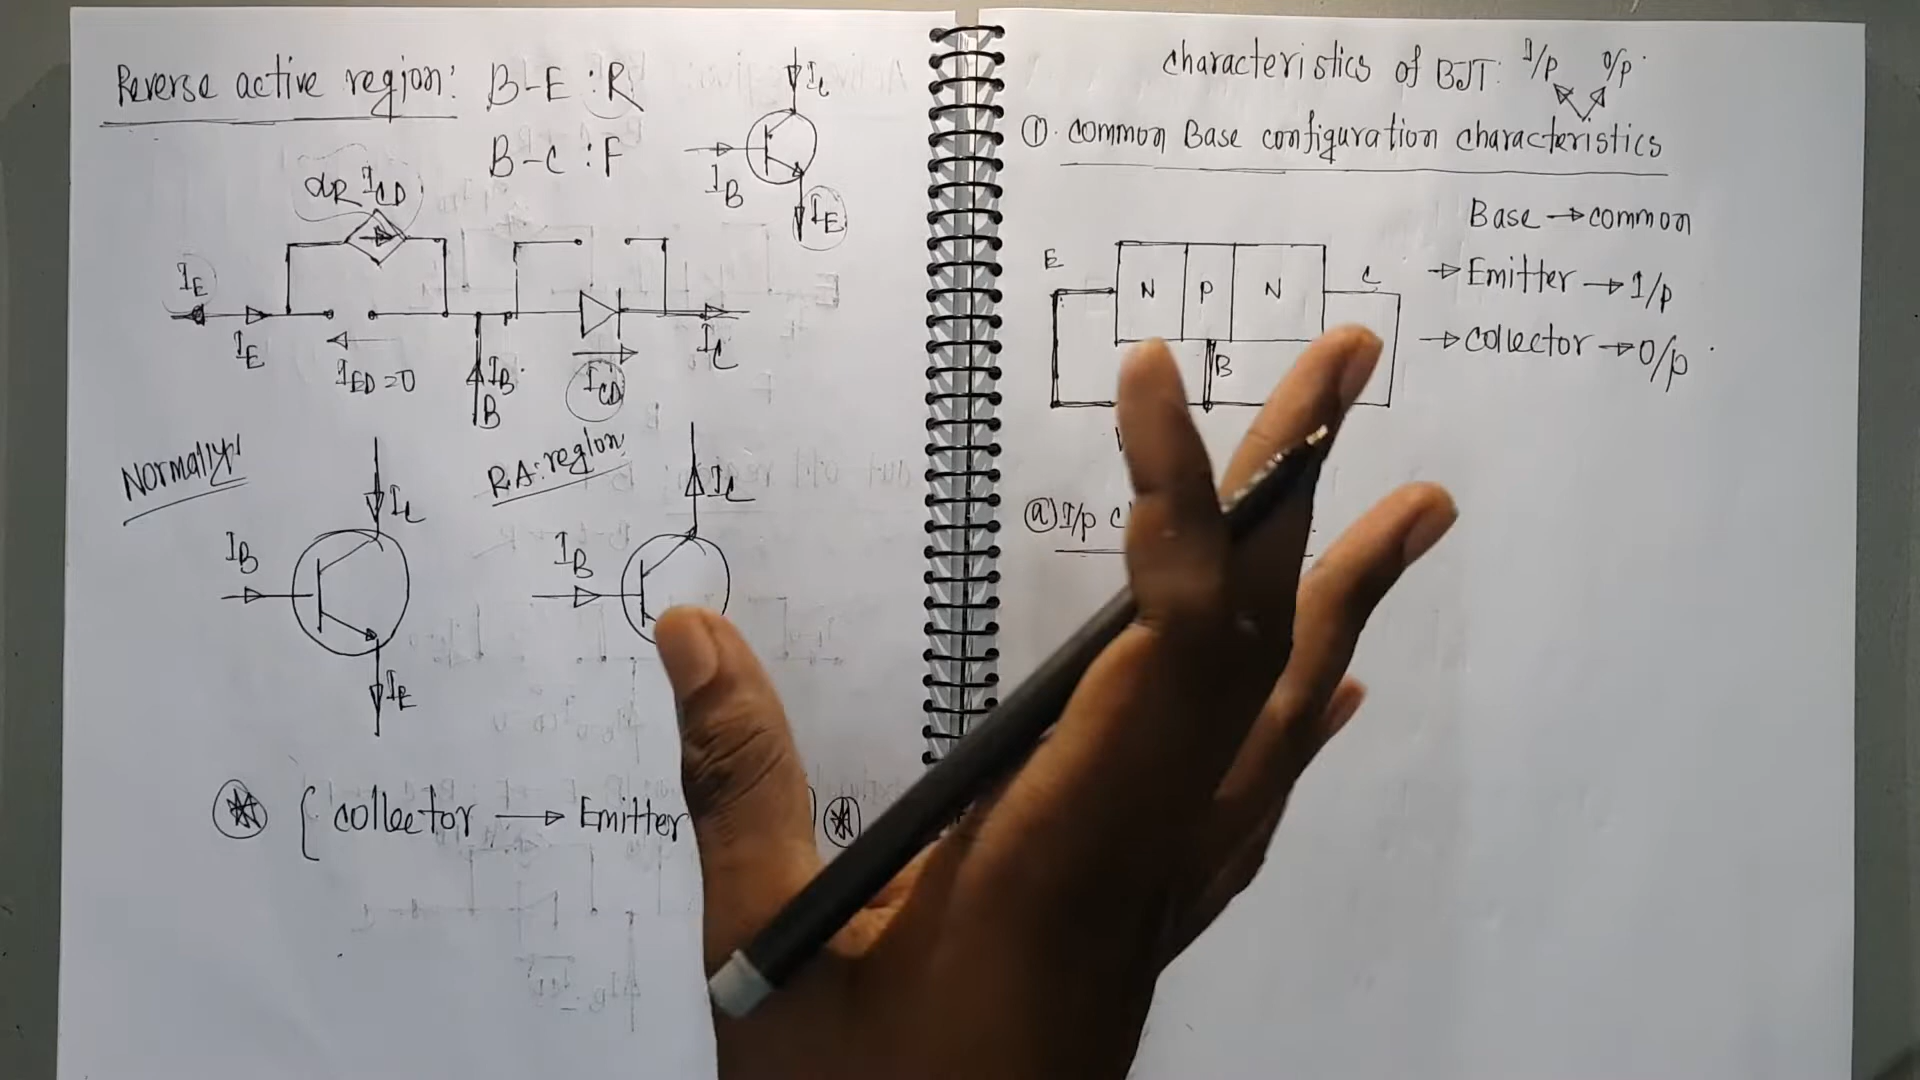 Reverse active region: B-E : R
B-C : F
IC
IB
IE
αR ICD
IE
IE
IED = 0
IB
B
ICD
IC
Normally:
IC
IB
IE
R.A: region
IC
IB
{ collector → Emitter
characteristics of BJT: I/p O/p
① common Base configuration characteristics
Base → common
→ Emitter → I/p
→ collector → O/p
E
N P N
C
B
ⓐ I/p